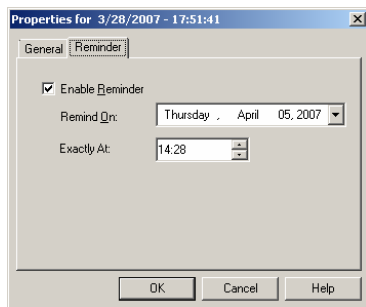 Properties for 3/28/2007 - 17:51:41
General Reminder
Enable Reminder
Remind On: Thursday , April 05, 2007
Exactly At: 14:28
OK Cancel Help